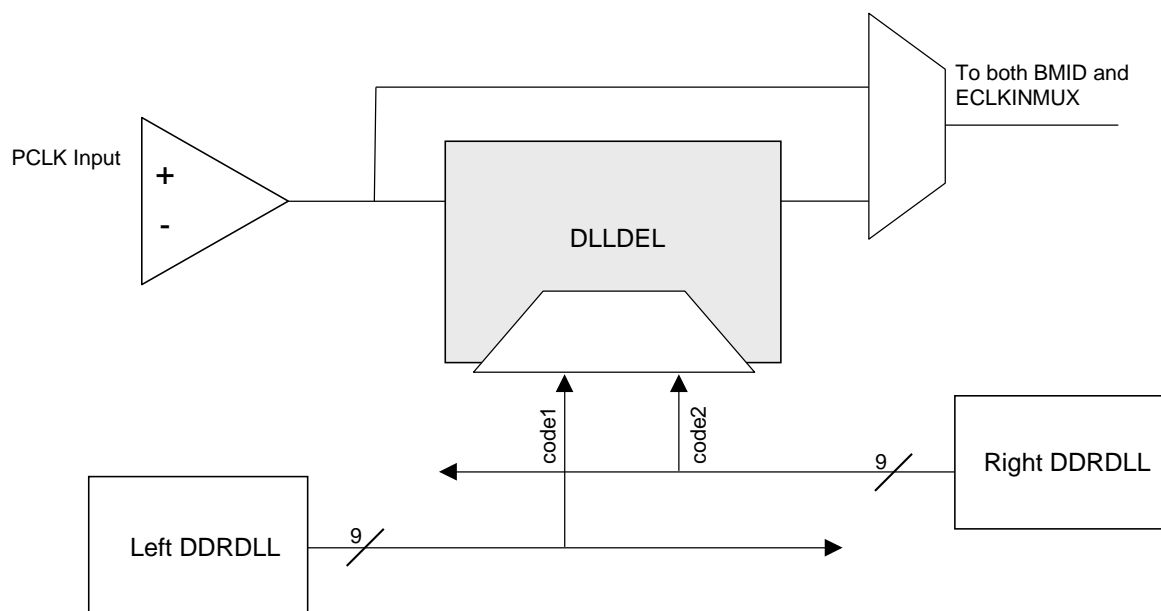 To both BMID and
ECLKINMUX
PCLK Input
+
-
DLLDEL
code1
code2
9
Right DDRDLL
9
Left DDRDLL